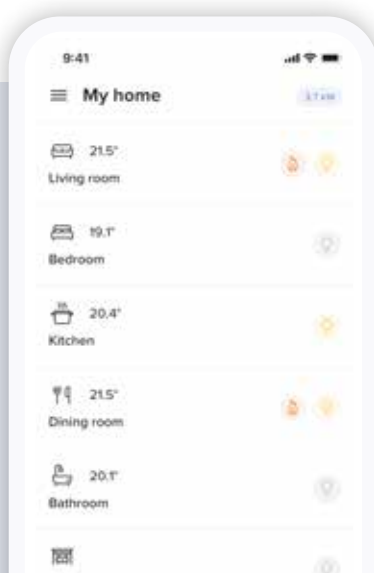 9:41
My home
21.5°
Living room
19.1°
Bedroom
20.4°
Kitchen
21.5°
Dining room
20.1°
Bathroom